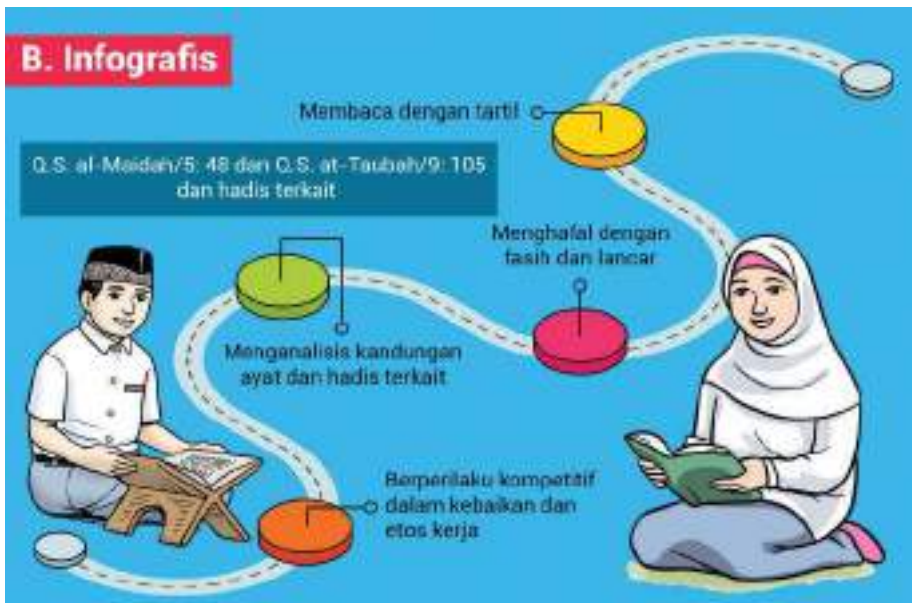 B. Infografis
Membaca dengan tartil
Q.S. al-Maidah/5: 48 dan Q.S. at-Taubah/9: 105
dan hadis terkait
Menghafal dengan
fasih dan lancar
Menganalisis kandungan
ayat dan hadis terkait
Berperilaku kompetitif
dalam kebaikan dan
etos kerja